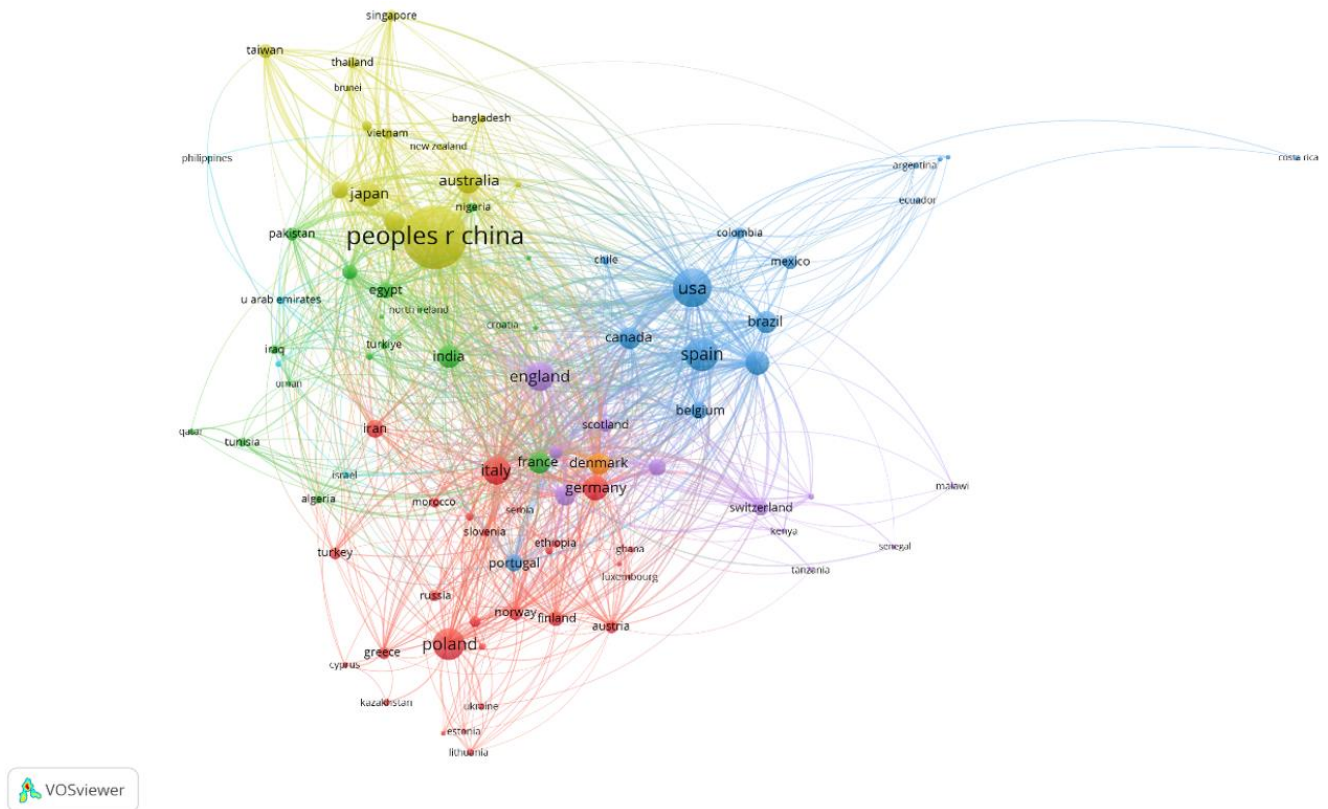 singapore
taiwan
thailand
brunei
bangladesh
vietnam
new zealand
philippines
costa rica
argentina
australia
japan
ecuador
nigeria
pakistan
colombia
peoples r china
chile
mexico
usa
egypt
u arab emirates
north ireland
brazil
croatia
canada
turkiye
iraq
india
spain
england
oman
belgium
scotland
iran
qatar
tunisia
france
denmark
italy
israel
germany
malawi
algeria
morocco
switzerland
serbia
slovenia
kenya
ethiopia
ghana
senegal
turkey
portugal
tanzania
luxembourg
russia
norway
finland
austria
poland
greece
cyprus
kazakhstan
ukraine
estonia
lithuania
VOSviewer